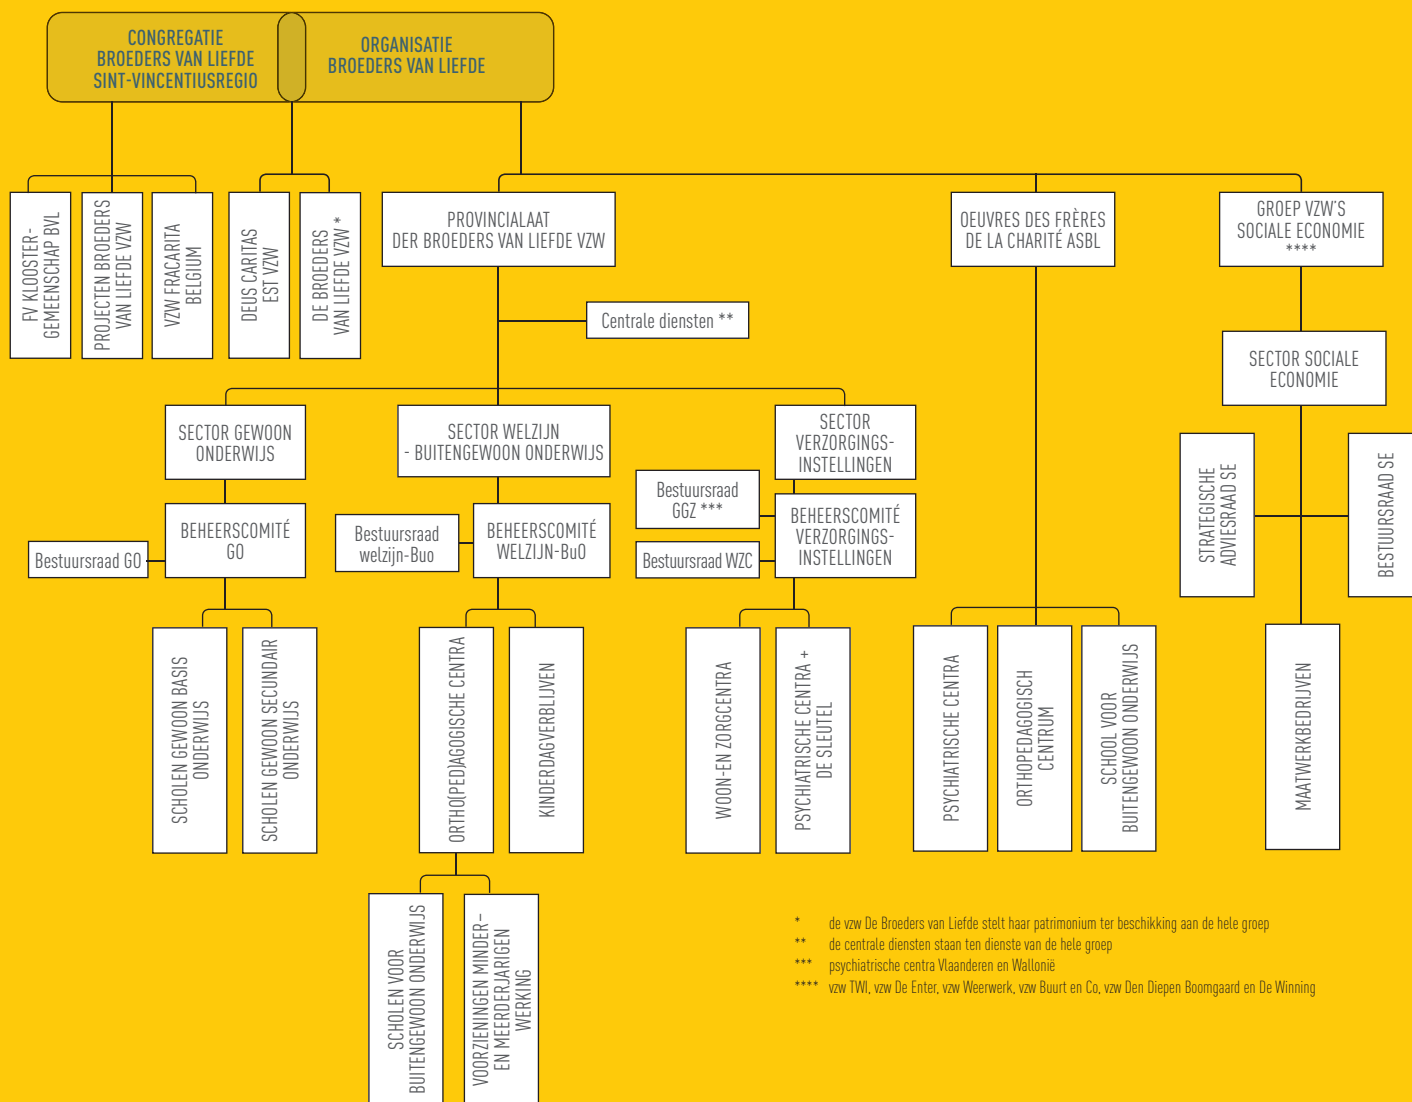 CONGREGATIE
BROEDERS VAN LIEFDE
SINT-VINCENTIUSREGIO
ORGANISATIE
BROEDERS VAN LIEFDE
FV KLOOSTER-
GEMEENSCHAP BVL
PROJECTEN BROEDERS
VAN LIEFDE VZW
VZW FRACARITA
BELGIUM
DEUS CARITAS
EST VZW
DE BROEDERS
VAN LIEFDE VZW *
PROVINCIALAAT
DER BROEDERS VAN LIEFDE VZW
OEUVRES DES FRÈRES
DE LA CHARITÉ ASBL
GROEP VZW'S
SOCIALE ECONOMIE
****
Centrale diensten **
SECTOR SOCIALE
ECONOMIE
SECTOR GEWOON
ONDERWIJS
SECTOR WELZIJN
- BUITENGEWOON ONDERWIJS
SECTOR
VERZORGINGS-
INSTELLINGEN
STRATEGISCHE
ADVIESRAAD SE
BESTUURSRAAD SE
Bestuursraad
GGZ ***
BEHEERSCOMITÉ
GO
Bestuursraad GO
Bestuursraad
welzijn-Buo
BEHEERSCOMITÉ
WELZIJN-BuO
BEHEERSCOMITÉ
VERZORGINGS-
INSTELLINGEN
Bestuursraad WZC
SCHOLEN GEWOON BASIS
ONDERWIJS
SCHOLEN GEWOON SECUNDAIR
ONDERWIJS
ORTHO(PED)AGOGISCHE CENTRA
KINDERDAGVERBLIJVEN
WOON-EN ZORGCENTRA
PSYCHIATRISCHE CENTRA +
DE SLEUTEL
PSYCHIATRISCHE CENTRA
ORTHOPEDAGOGISCH
CENTRUM
SCHOOL VOOR
BUITENGEWOON ONDERWIJS
MAATWERKBEDRIJVEN
SCHOLEN VOOR
BUITENGEWOON ONDERWIJS
VOORZIENINGEN MINDER-
EN MEERDERJARIGEN
WERKING
* de vzw De Broeders van Liefde stelt haar patrimonium ter beschikking aan de hele groep
** de centrale diensten staan ten dienste van de hele groep
*** psychiatrische centra Vlaanderen en Wallonië
**** vzw TWI, vzw De Enter, vzw Weerwerk, vzw Buurt en Co, vzw Den Diepen Boomgaard en De Winning